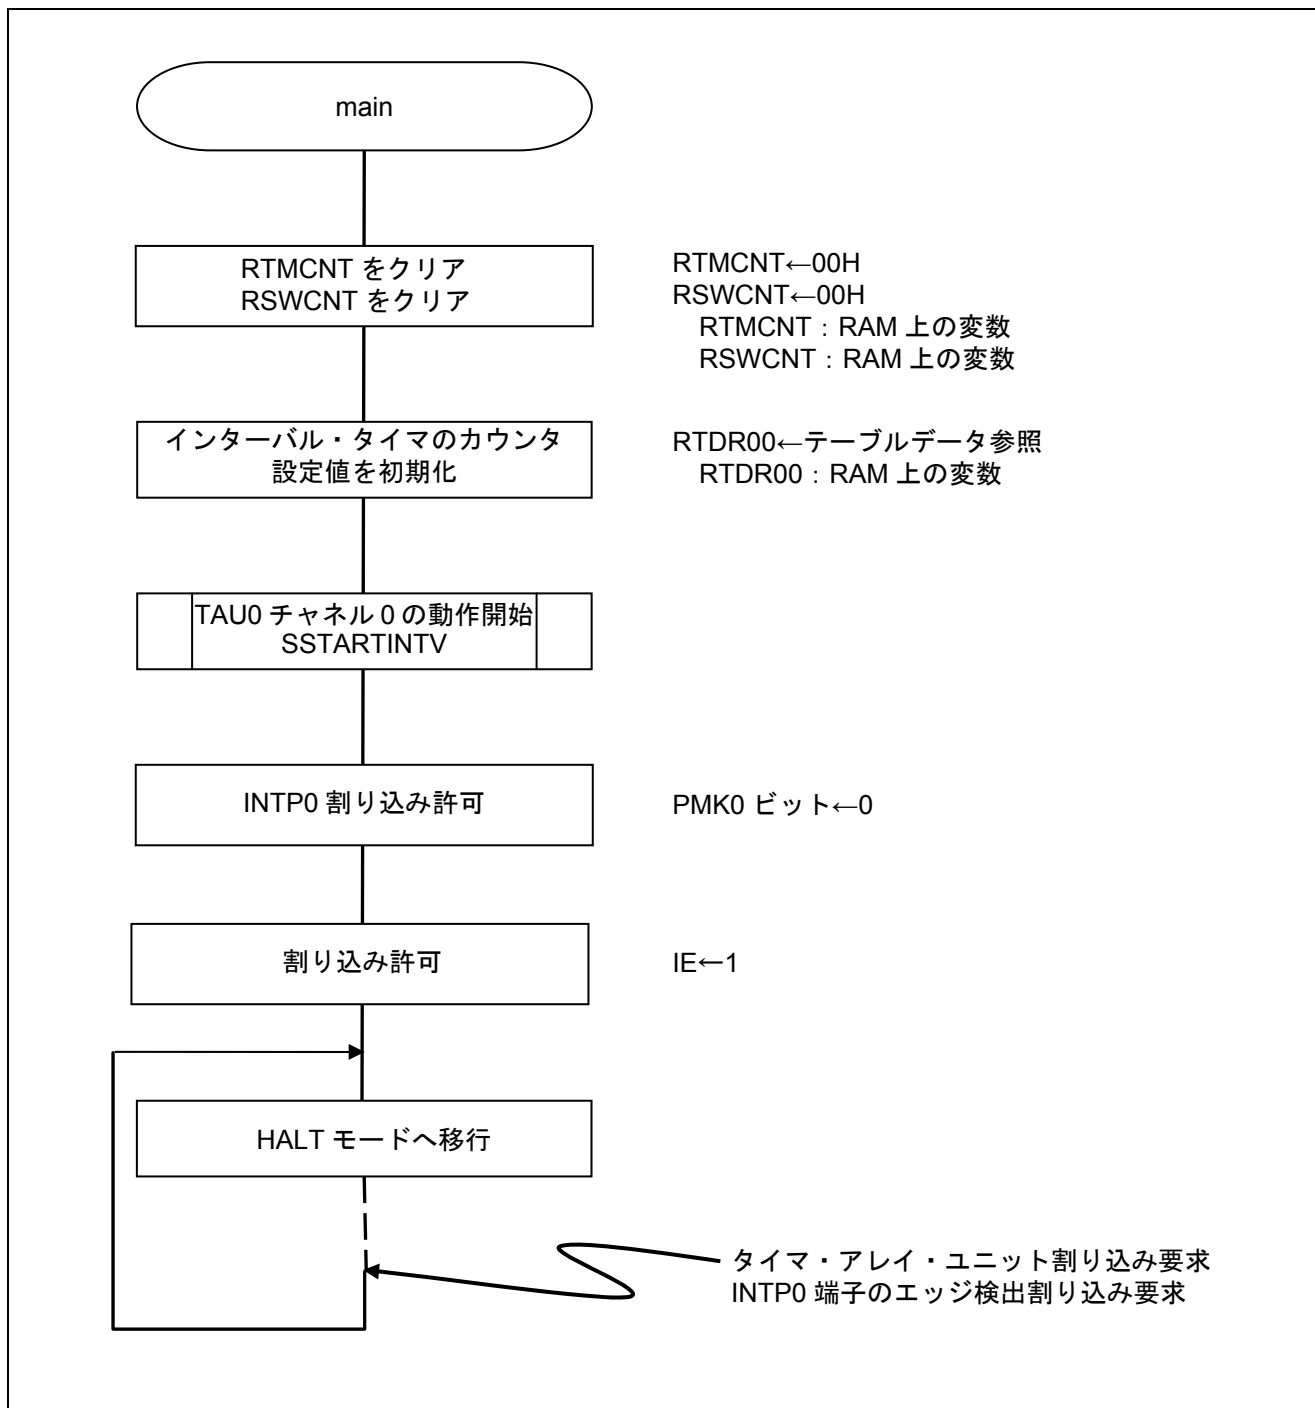 main
RTMCNT をクリア
RSWCNT をクリア
RTMCNT←00H
RSWCNT←00H
RTMCNT：RAM 上の変数
RSWCNT：RAM 上の変数
インターバル・タイマのカウンタ
設定値を初期化
RTDR00←テーブルデータ参照
RTDR00：RAM 上の変数
TAU0 チャネル 0 の動作開始
SSTARTINTV
INTP0 割り込み許可
PMK0 ビット←0
割り込み許可
IE←1
HALT モードへ移行
タイマ・アレイ・ユニット割り込み要求
INTP0 端子のエッジ検出割り込み要求